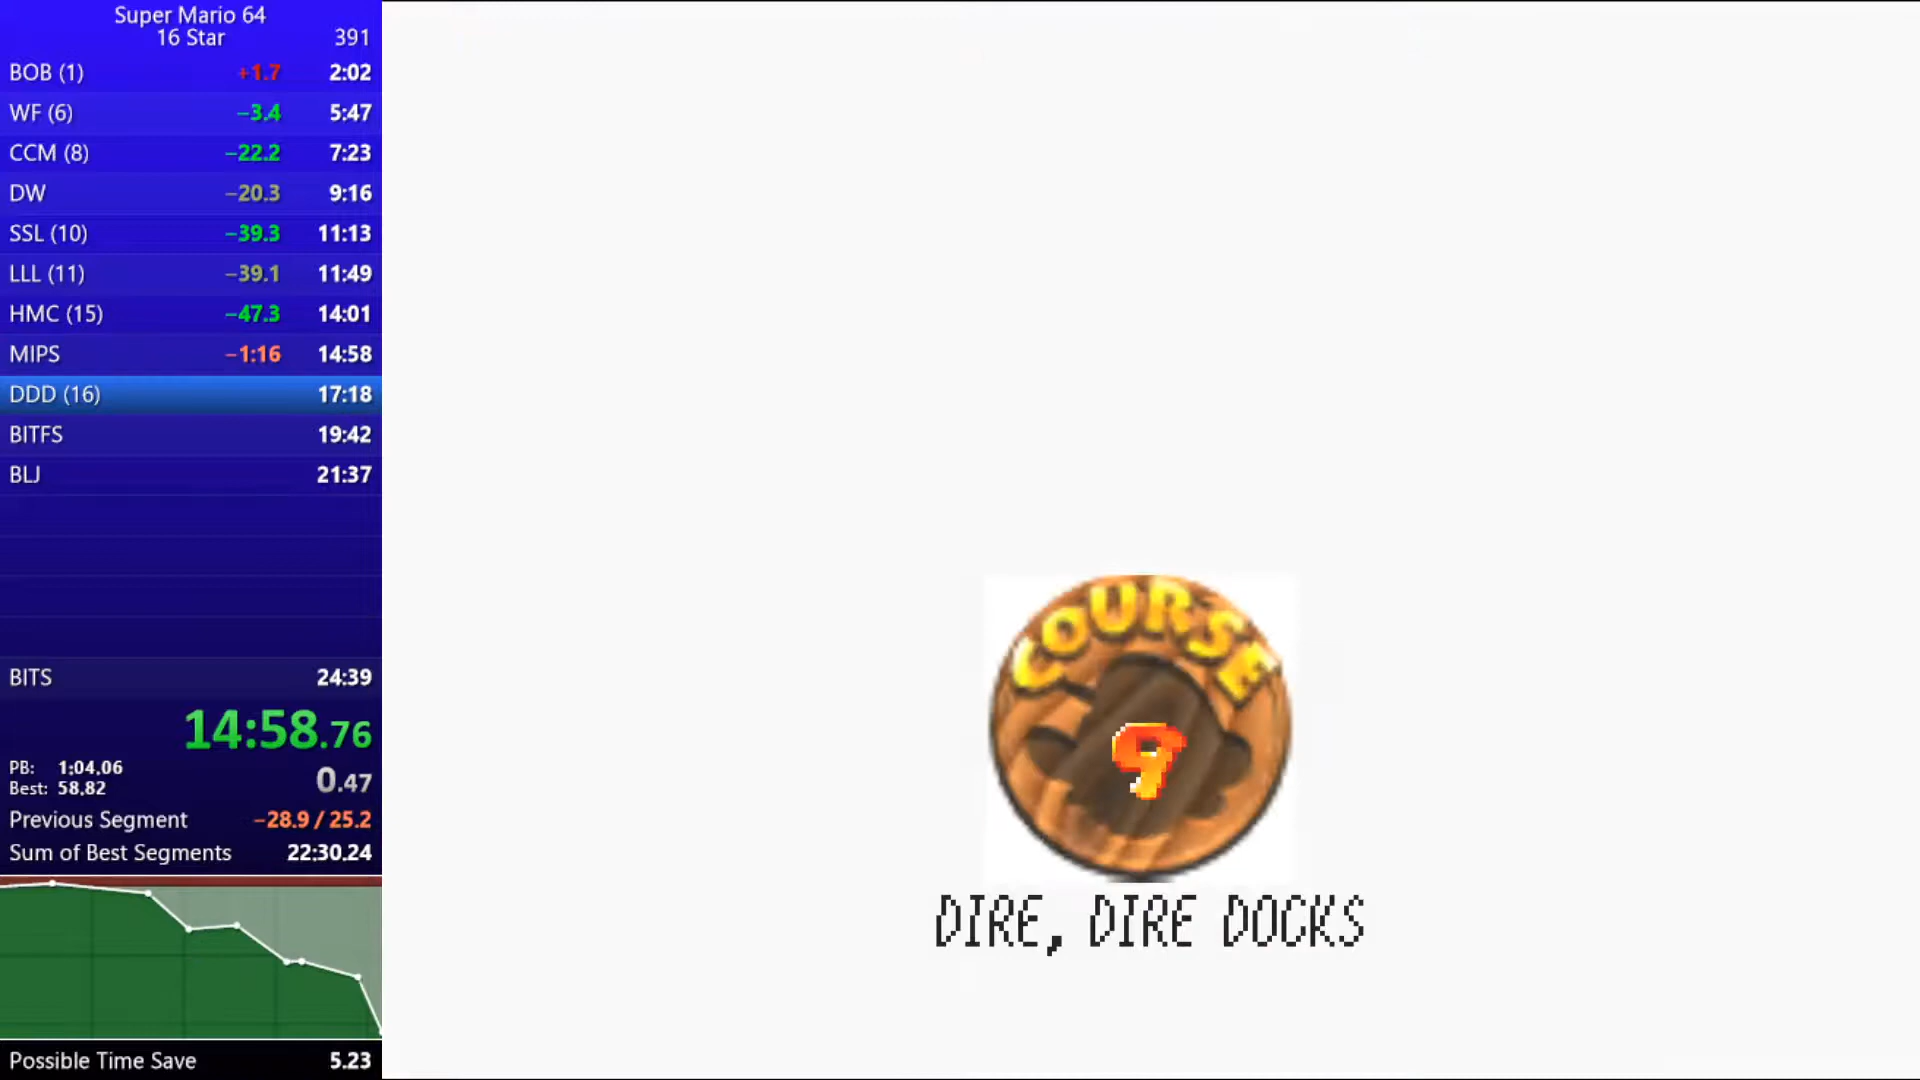 Super Mario 64
16 Star 391
BOB (1) +1.7 2:02
WF (6) −3.4 5:47
CCM (8) −22.2 7:23
DW −20.3 9:16
SSL (10) −39.3 11:13
LLL (11) −39.1 11:49
HMC (15) −47.3 14:01
MIPS −1:16 14:58
DDD (16) 17:18
BITFS 19:42
BLJ 21:37
BITS 24:39
14:58.76
PB: 1:04.06
Best: 58.82 0.47
Previous Segment −28.9 / 25.2
Sum of Best Segments 22:30.24
Possible Time Save 5.23
COURSE
9
DIRE, DIRE DOCKS